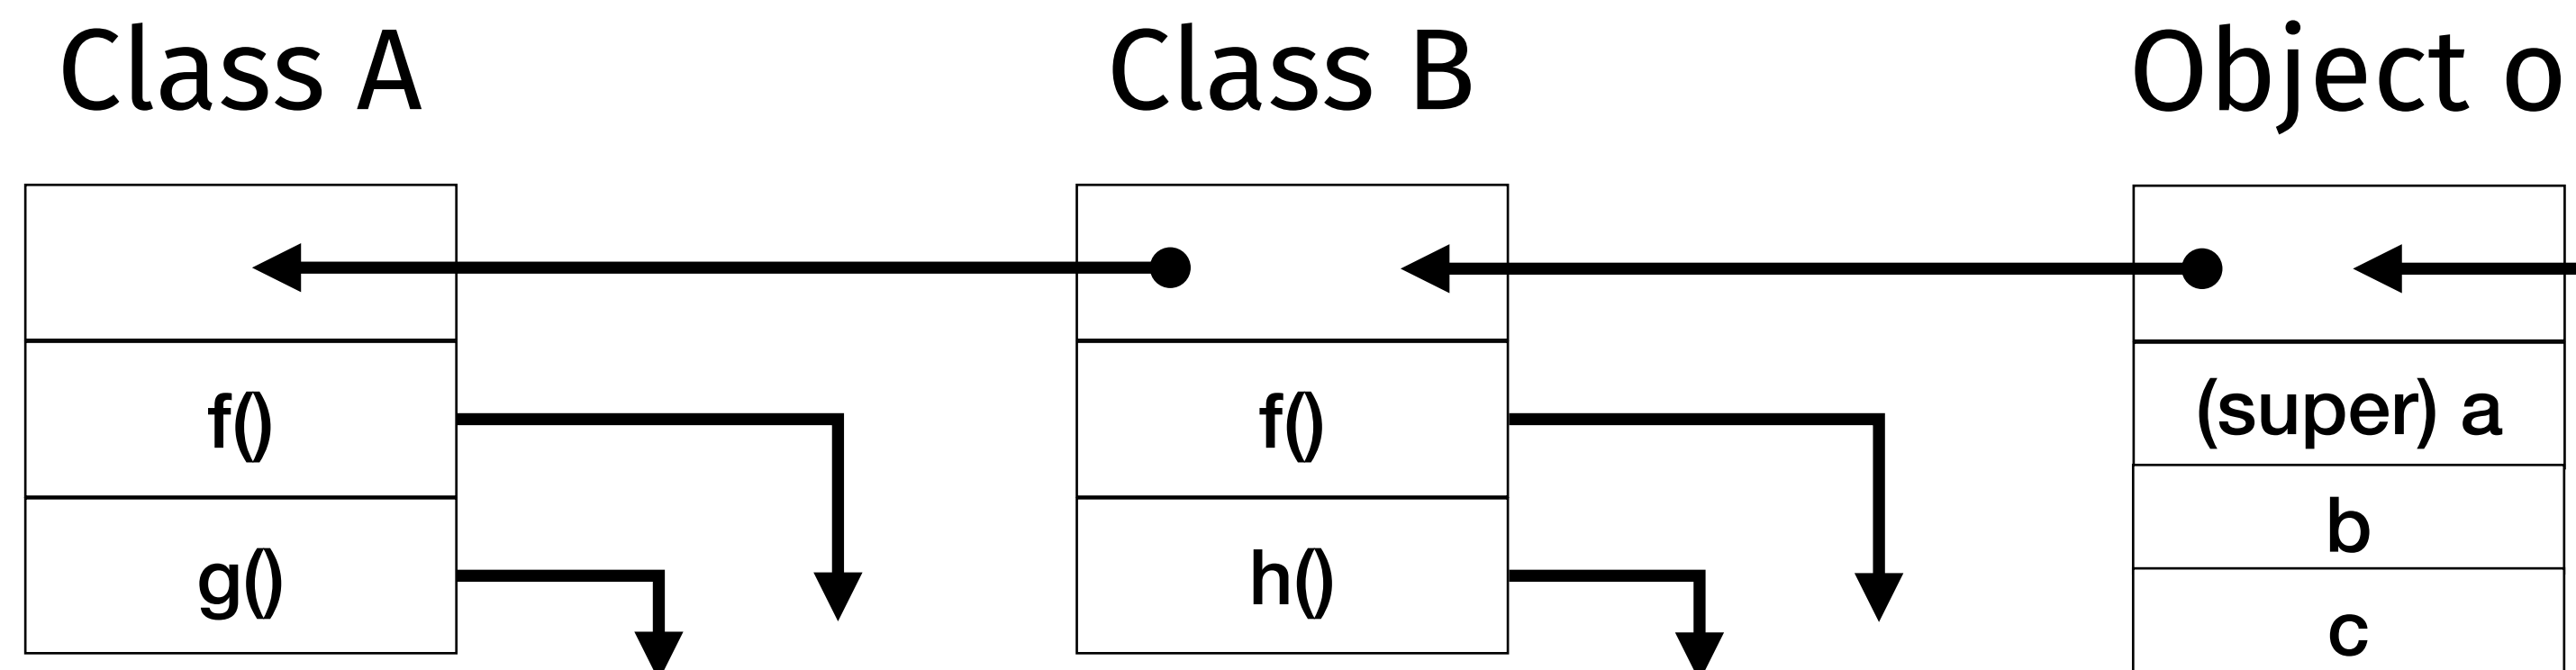 Class A
Class B
Object o
f()
g()
f()
h()
(super) a
b
c